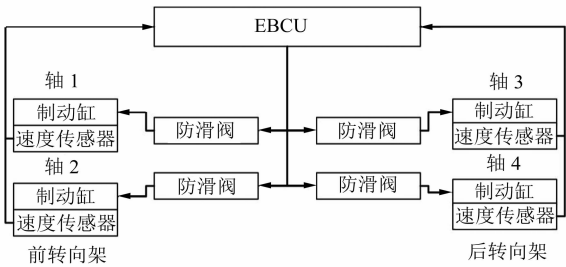 EBCU
轴 1
轴 3
制动缸
速度传感器
防滑阀
防滑阀
制动缸
速度传感器
轴 2
轴 4
制动缸
速度传感器
防滑阀
防滑阀
制动缸
速度传感器
前转向架
后转向架